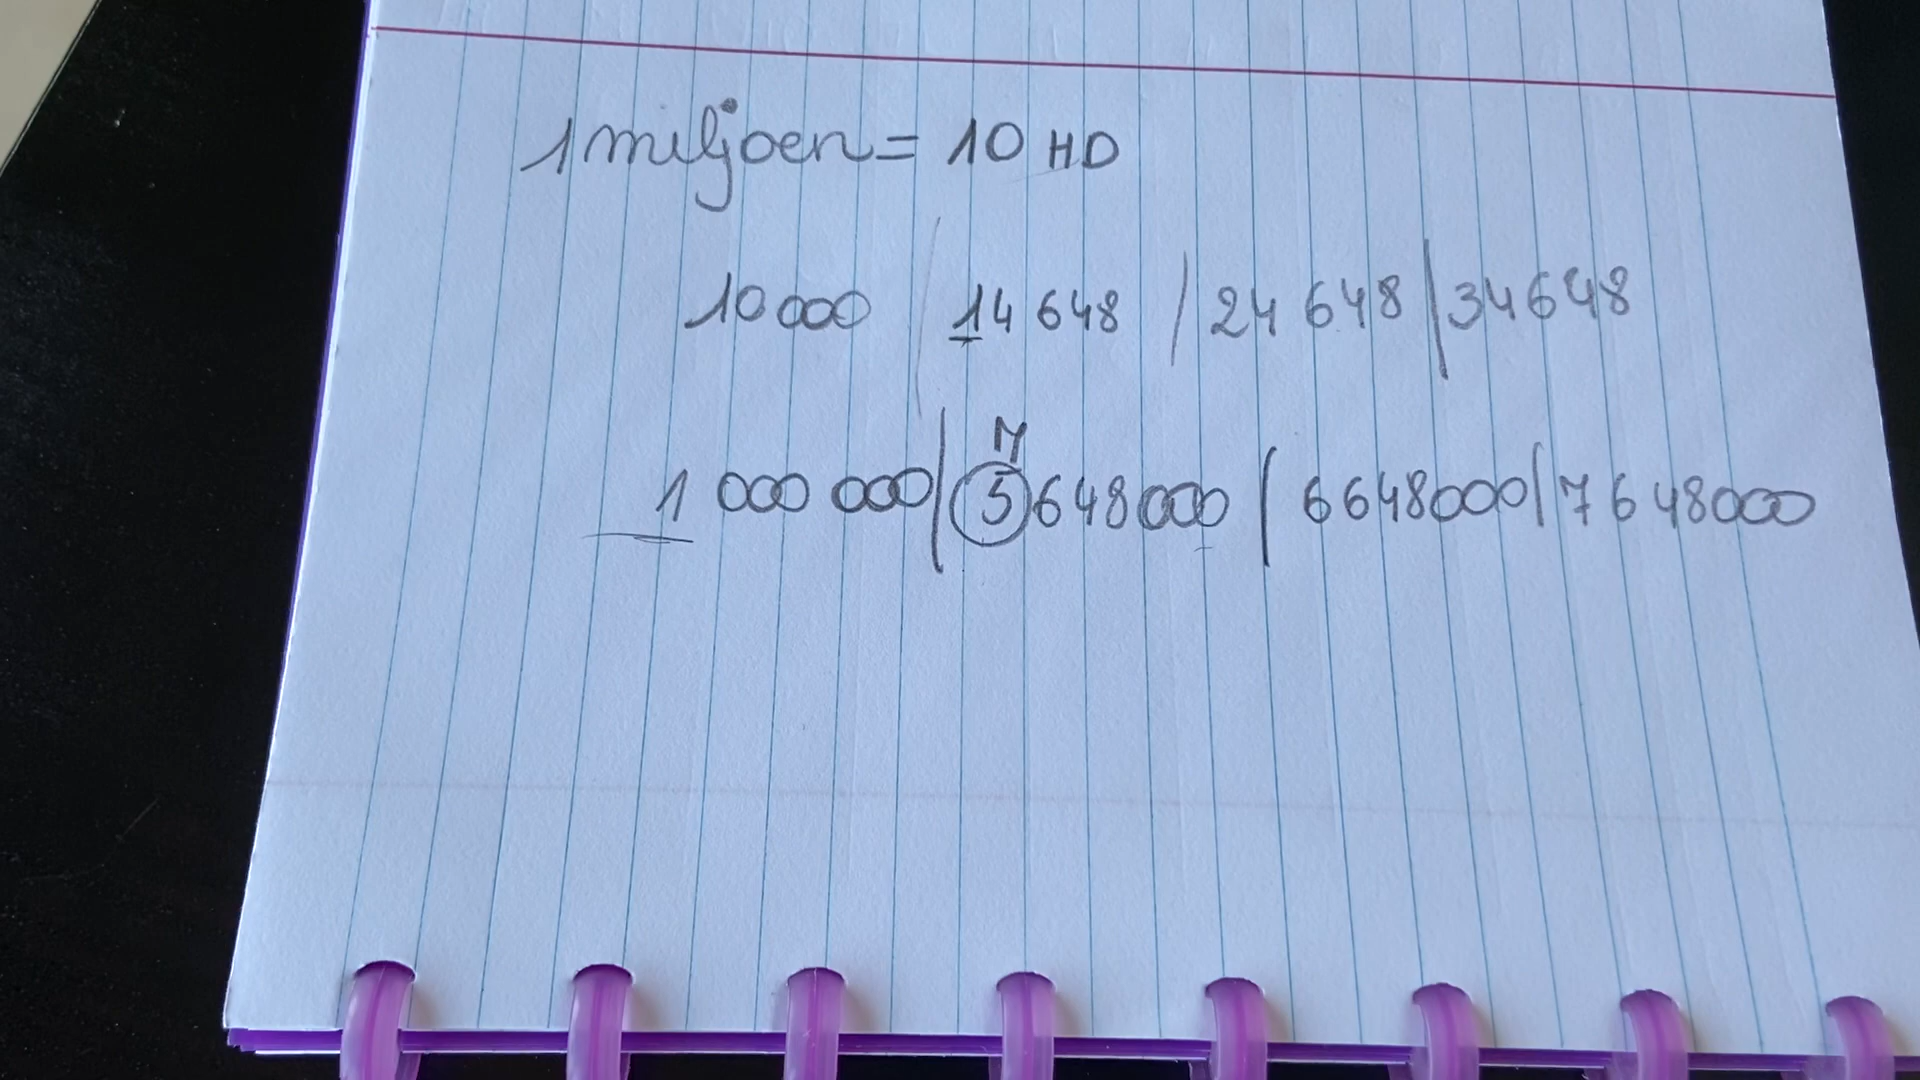 1 miljoen = 10 HD
10 000 / 14 648 / 24 648 / 34 648
M
1 000 000 / 5 648 000 / 6 648 000 / 7 648 000